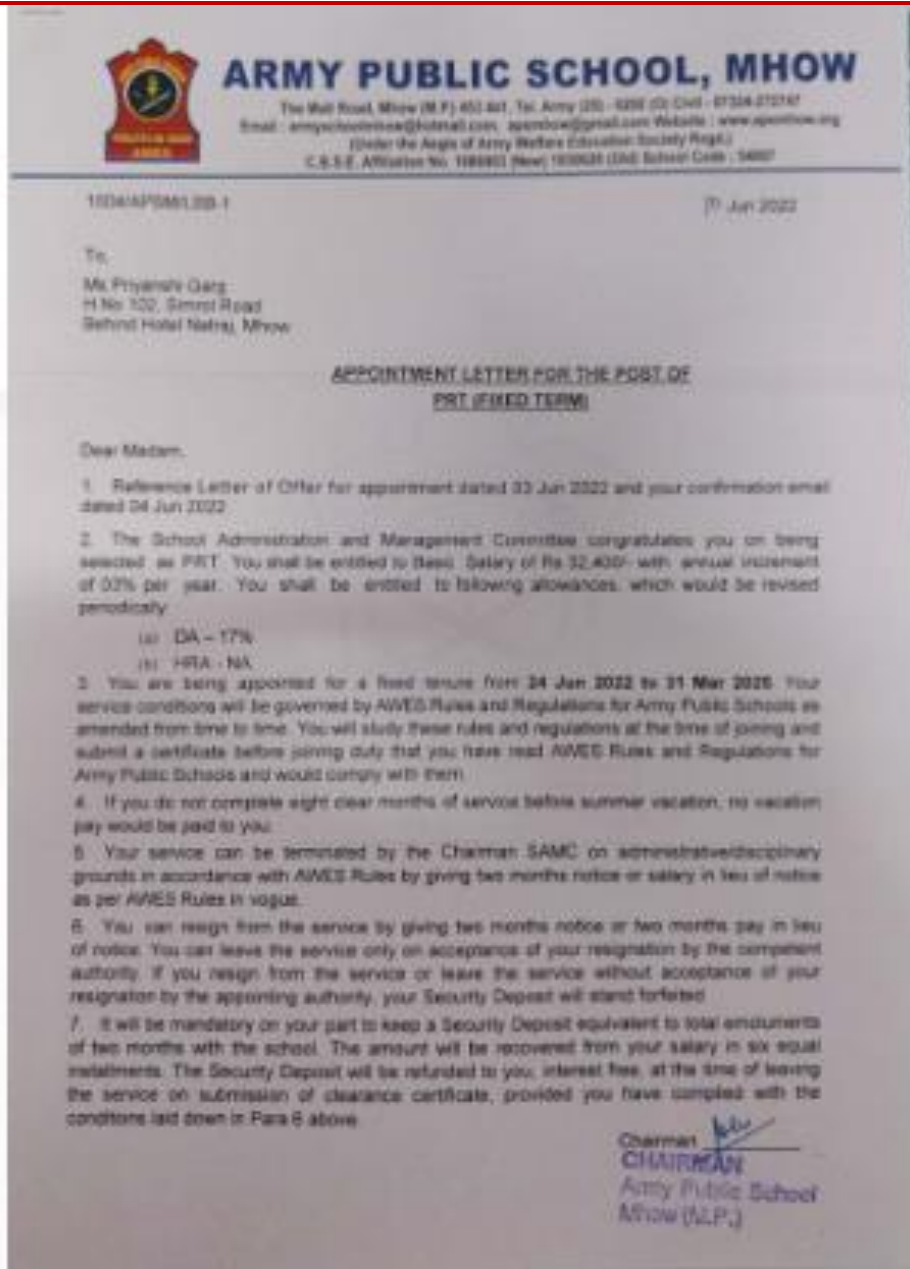 ARMY PUBLIC SCHOOL, MHOW
The Mall Road, Mhow (M.P) 453 441, Tel. Army (20) - (O) Civil - 07324-
Email : armyschoolmhow@hotmail.com, apsmhow@gmail.com Website : www.apsmhow.org
(Under the Aegis of Army Welfare Education Society Regd.)
C.B.S.E. Affiliation No. (New) (Old) School Code :
Jun 2022
To,
Ms Priyanshi Garg
H No 102, Simrol Road
Behind Hotel Natraj, Mhow
APPOINTMENT LETTER FOR THE POST OF
PRT (FIXED TERM)
Dear Madam,
1. Reference Letter of Offer for appointment dated 03 Jun 2022 and your confirmation email
dated 04 Jun 2022
2. The School Administration and Management Committee congratulates you on being
selected as PRT. You shall be entitled to Basic Salary of Rs 32,400/- with annual increment
of 03% per year. You shall be entitled to following allowances, which would be revised
periodically
(a) DA – 17%
(b) HRA - NA
3. You are being appointed for a fixed tenure from 24 Jun 2022 to 31 Mar 2025. Your
service conditions will be governed by AWES Rules and Regulations for Army Public Schools as
amended from time to time. You will study these rules and regulations at the time of joining and
submit a certificate before joining duty that you have read AWES Rules and Regulations for
Army Public Schools and would comply with them
4. If you do not complete eight clear months of service before summer vacation, no vacation
pay would be paid to you.
5. Your service can be terminated by the Chairman SAMC on administrative/disciplinary
grounds in accordance with AWES Rules by giving two months notice or salary in lieu of notice
as per AWES Rules in vogue.
6. You can resign from the service by giving two months notice or two months pay in lieu
of notice. You can leave the service only on acceptance of your resignation by the competent
authority. If you resign from the service or leave the service without acceptance of your
resignation by the appointing authority, your Security Deposit will stand forfeited
7. It will be mandatory on your part to keep a Security Deposit equivalent to total emoluments
of two months with the school. The amount will be recovered from your salary in six equal
installments. The Security Deposit will be refunded to you, interest free, at the time of leaving
the service on submission of clearance certificate, provided you have complied with the
conditions laid down in Para 6 above.
Chairman
CHAIRMAN
Army Public School
Mhow (M.P.)